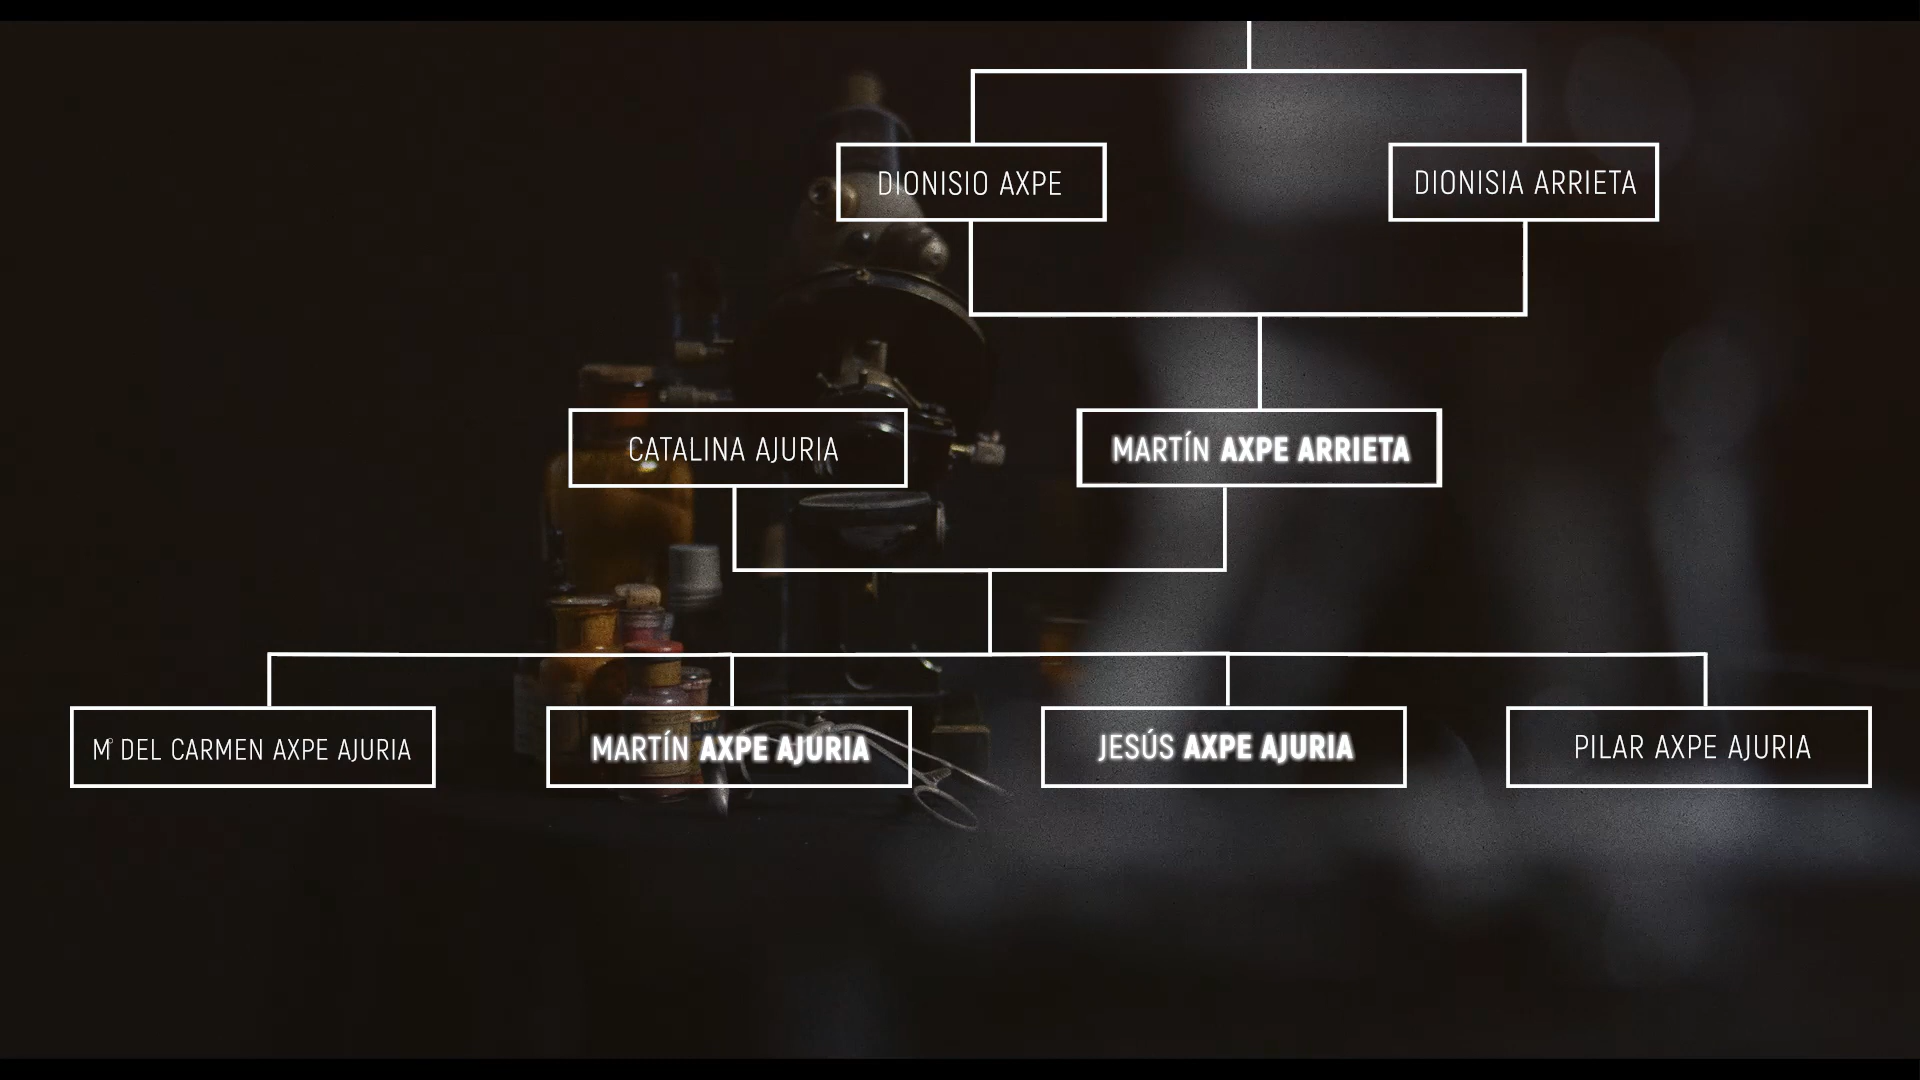 DIONISIO AXPE
DIONISIA ARRIETA
CATALINA AJURIA
MARTÍN AXPE ARRIETA
Mº DEL CARMEN AXPE AJURIA
MARTÍN AXPE AJURIA
JESÚS AXPE AJURIA
PILAR AXPE AJURIA